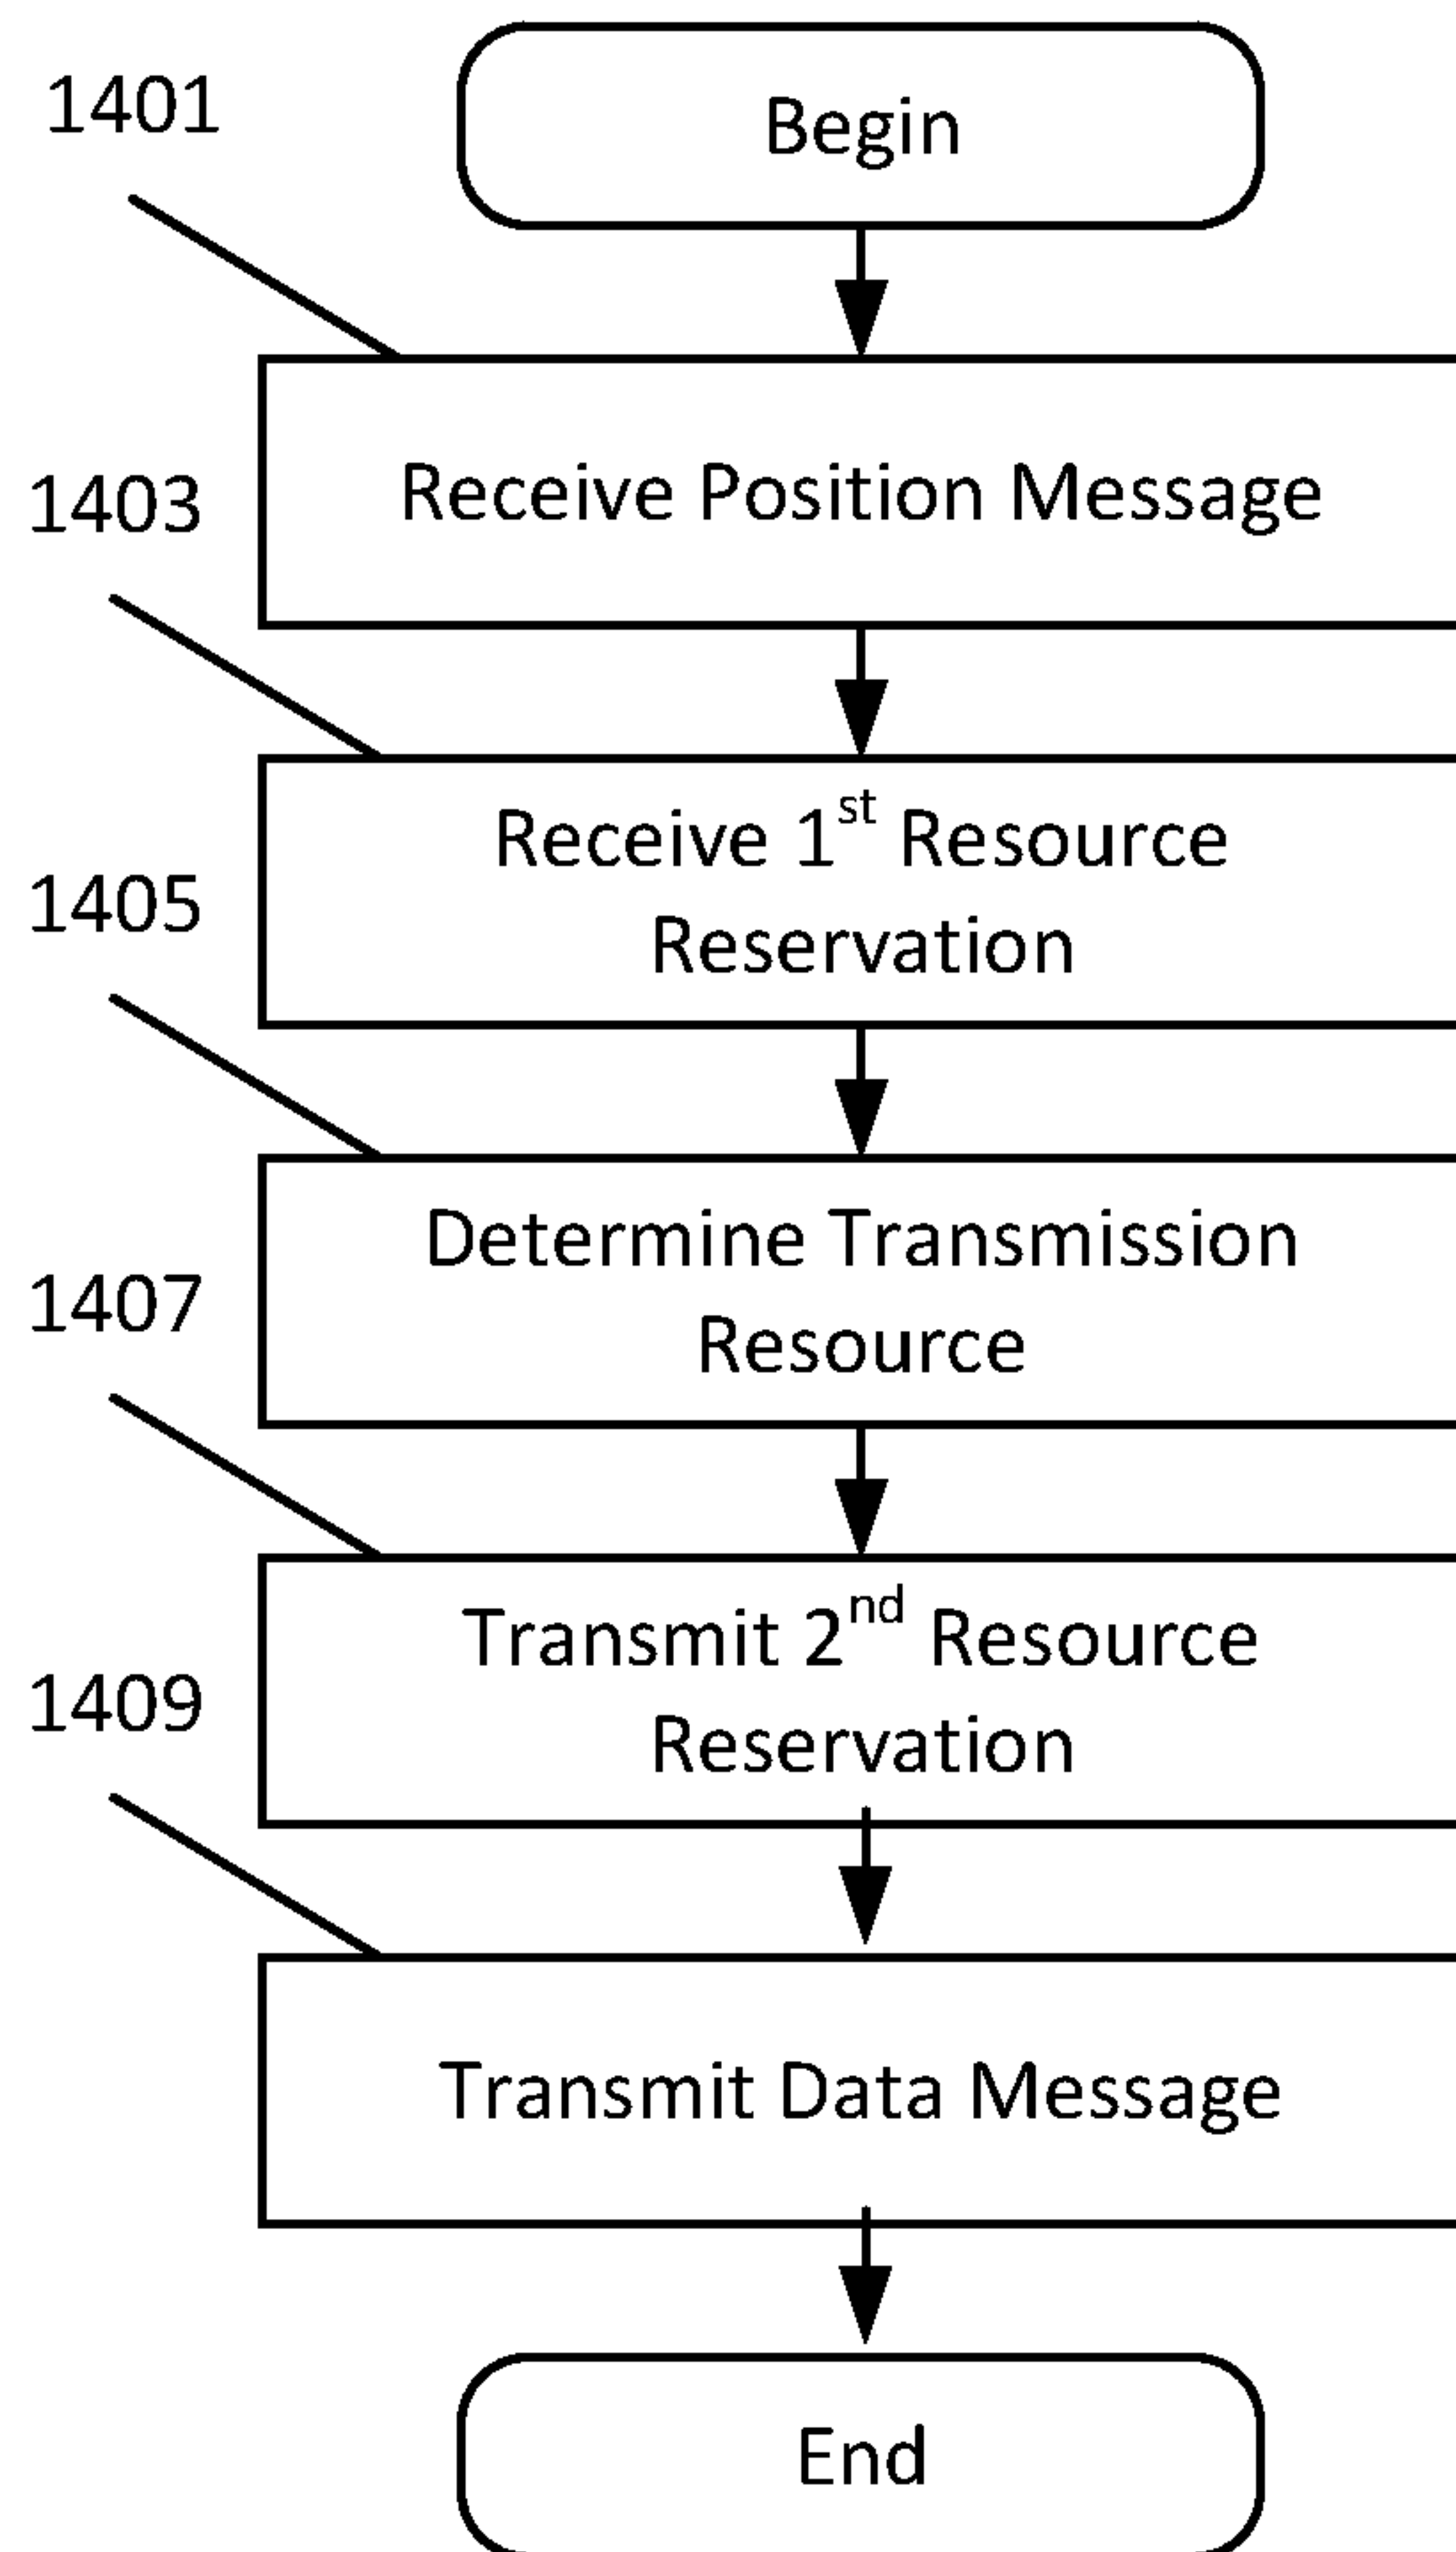 Begin
1401
Receive Position Message
1403
Receive 1st Resource
Reservation
1405
Determine Transmission
Resource
1407
Transmit 2nd Resource
Reservation
1409
Transmit Data Message
End